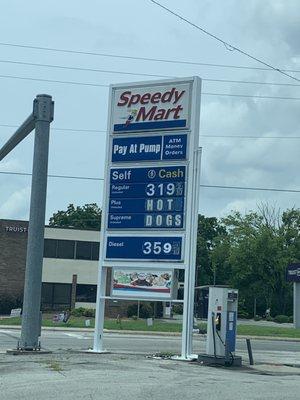 Speedy
Mart
Pay At Pump
ATM
MONEY
ORDERS
Self
Cash
Regular
319
Plus
HOT
Supreme
DOGS
Diesel
359
TRUIST